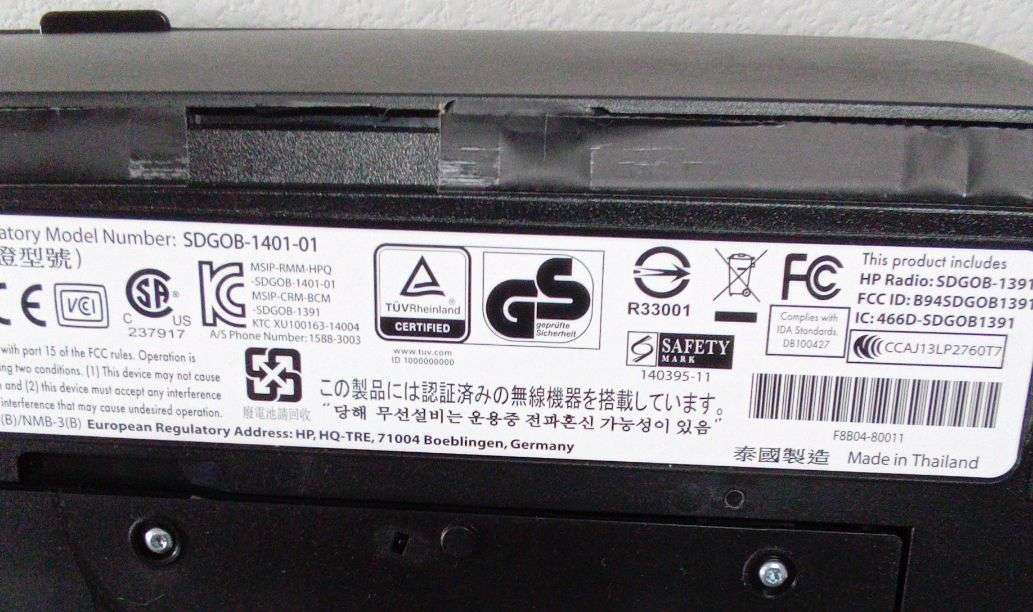 atory Model Number: SDGOB-1401-01
證型號)
CE
VCI
SA®
C US
237917
MSIP-RMM-HPQ
-SDGOB-1401-01
MSIP-CRM-BCM
-SDGOB-1391
KTC XU100163-14004
A/S Phone Number: 1588-3003
TÜVRheinland®
CERTIFIED
www.tuv.com
ID 1000000000
GS
geprüfte
Sicherheit
R33001
FC
SAFETY
MARK
140395-11
Complies with
IDA Standards.
DB100427
This product includes
HP Radio: SDGOB-1391
FCC ID: B94SDGOB1391
IC: 466D-SDGOB1391
CCAJ13LP2760T7
with part 15 of the FCC rules. Operation is
ing two conditions. (1) This device may not cause
and (2) this device must accept any interference
interference that may cause undesired operation.
(B)/NMB-3(B) European Regulatory Address: HP, HQ-TRE, 71004 Boeblingen, Germany
廢電池請回收
この製品には認証済みの無線機器を搭載しています。
"당해 무선설비는 운용중 전파혼신 가능성이 있음"
F8B04-80011
泰國製造 Made in Thailand